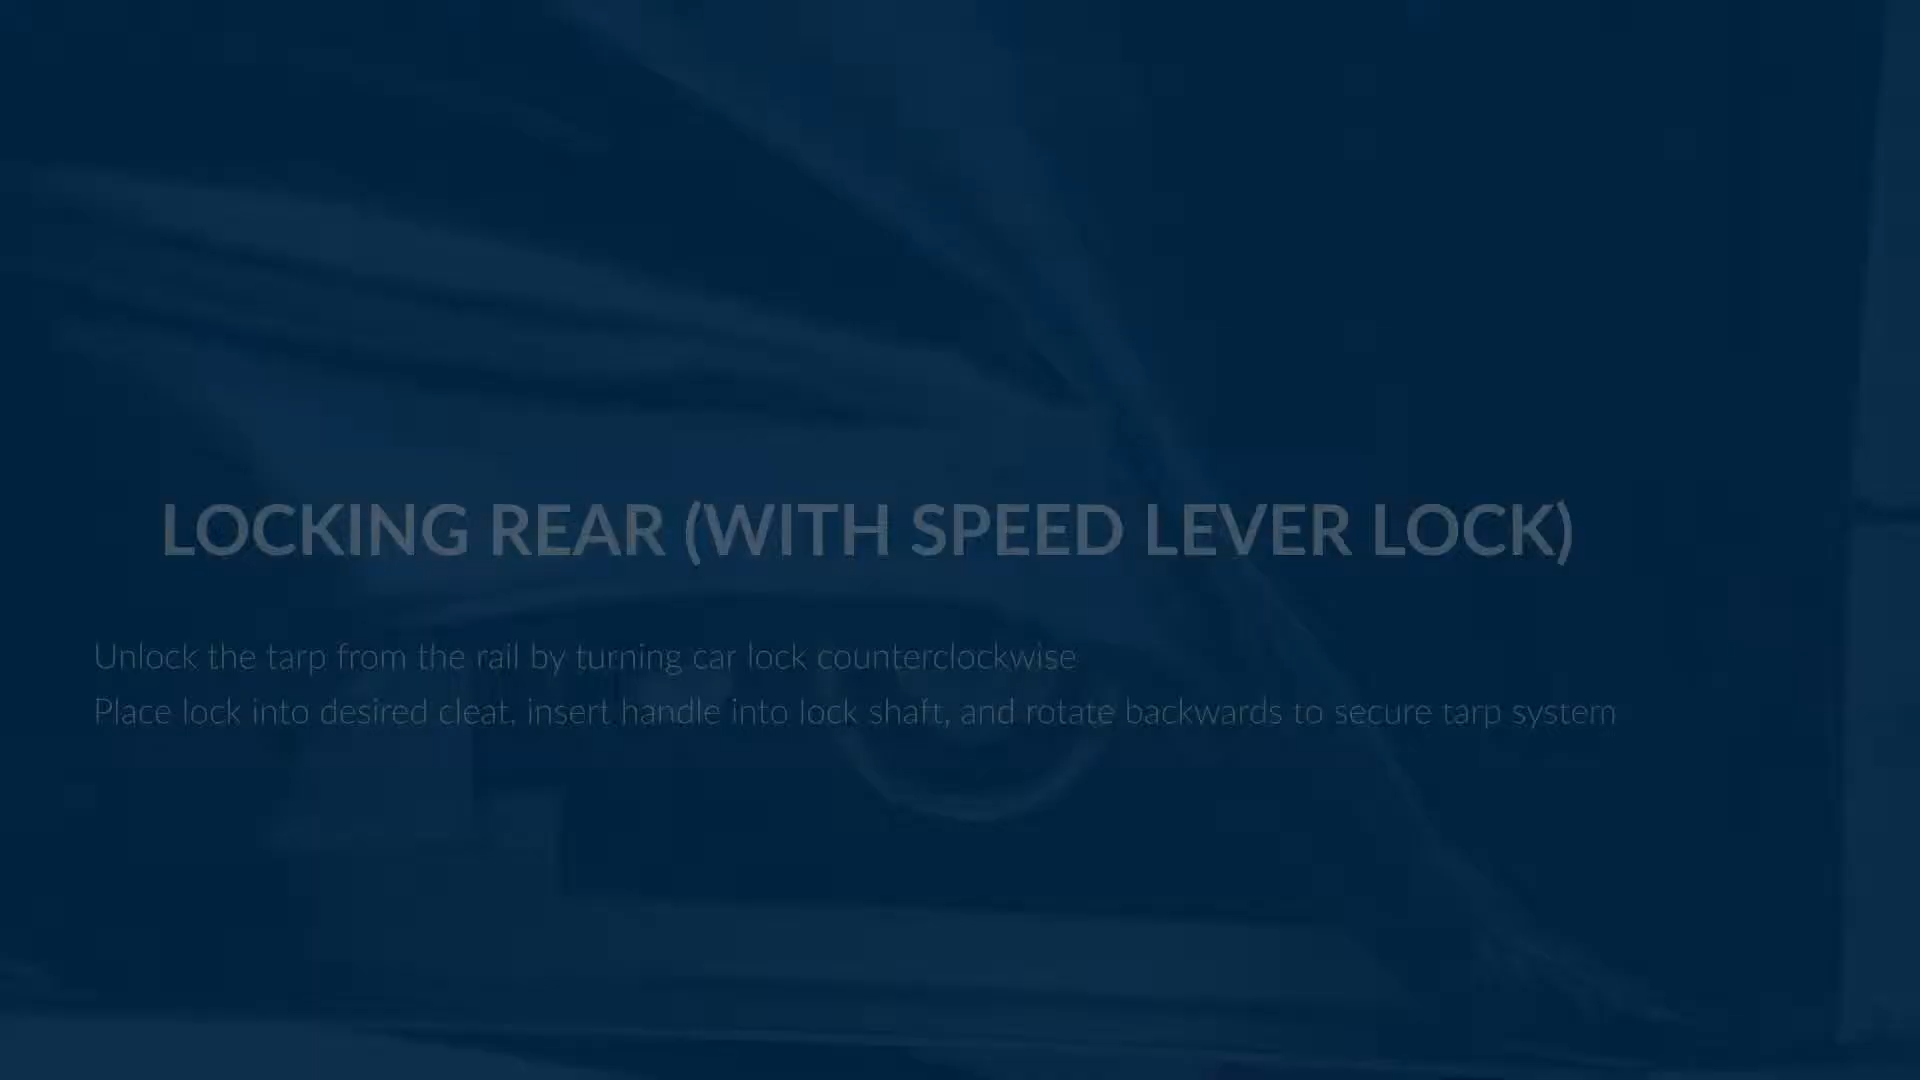 LOCKING REAR (WITH SPEED LEVER LOCK)
Unlock the tarp from the rail by turning car lock counterclockwise
Place lock into desired cleat, insert handle into lock shaft, and rotate backwards to secure tarp system